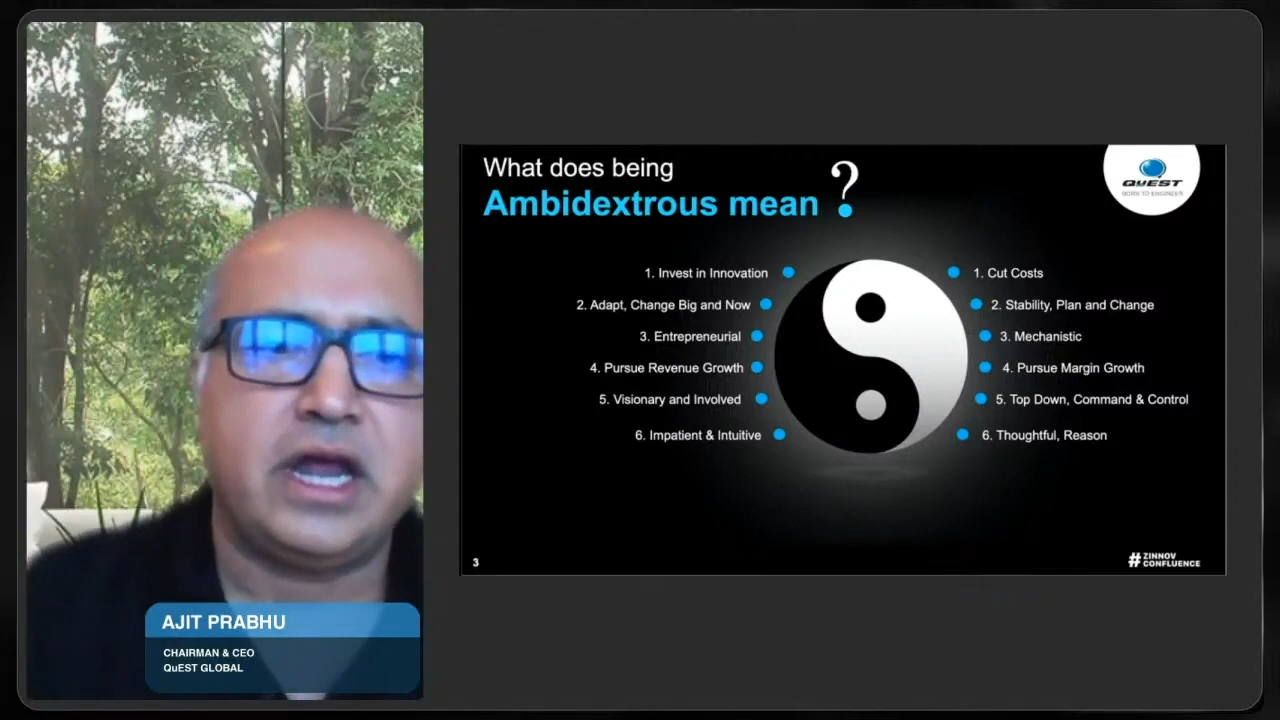 What does being
Ambidextrous mean ?
QuEST
BORN TO ENGINEER
1. Invest in Innovation
2. Adapt, Change Big and Now
3. Entrepreneurial
4. Pursue Revenue Growth
5. Visionary and Involved
6. Impatient & Intuitive
1. Cut Costs
2. Stability, Plan and Change
3. Mechanistic
4. Pursue Margin Growth
5. Top Down, Command & Control
6. Thoughtful, Reason
3
# ZINNOV
CONFLUENCE
AJIT PRABHU
CHAIRMAN & CEO
QuEST GLOBAL